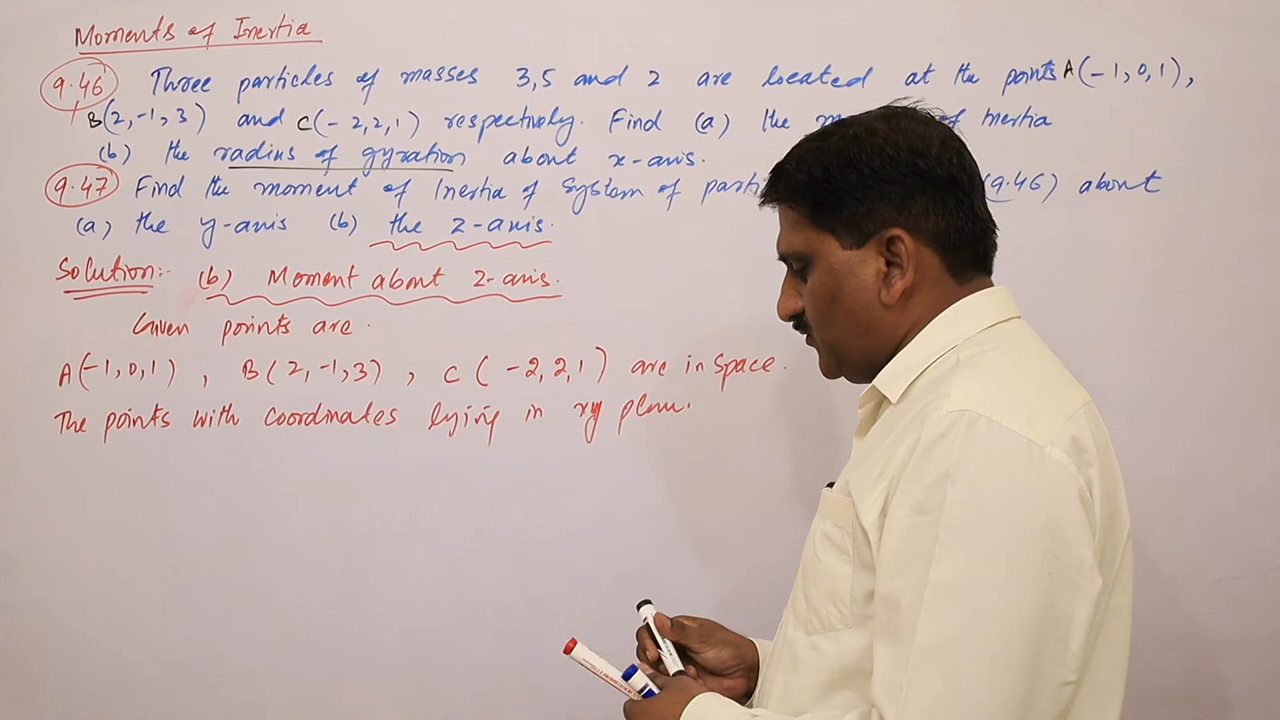 Moments of Inertia
9.46 Three particles of masses 3,5 and 2 are located at the points A(-1,0,1),
B(2,-1,3) and C(-2,2,1) respectively. Find (a) the of Inertia
(b) the radius of gyration about x-axis.
9.47 Find the moment of Inertia of System of (9.46) about
(a) the y-axis (b) the z-axis.
Solution:- (b) Moment about z-axis.
Given points are.
A(-1,0,1), B(2,-1,3), C(-2,2,1) are in Space.
The points with coordinates lying in xy plane.